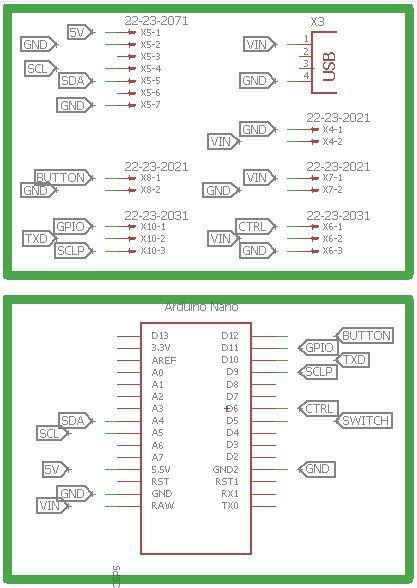 22-23-2071
5V
X5-1
GND
X5-2
X5-3
SCL
X5-4
SDA
X5-5
X5-6
GND
X5-7
X3
VIN
1
2
3
GND
4
USB
22-23-2021
GND
X4-1
VIN
X4-2
22-23-2021
BUTTON
X8-1
GND
X8-2
22-23-2021
VIN
X7-1
GND
X7-2
22-23-2031
GPIO
X10-1
TXD
X10-2
SCLP
X10-3
22-23-2031
CTRL
X6-1
VIN
X6-2
GND
X6-3
Arduino Nano
D13 D12 BUTTON
3.3V D11 GPIO
AREF D10 TXD
A0 D9 SCLP
A1 D8
A2 D7
A3 D6 CTRL
SDA A4 D5 SWITCH
SCL A5 D4
A6 D3
A7 D2
5V 5.5V GND2 GND
RST RST1
GND GND RX1
VIN RAW TX0